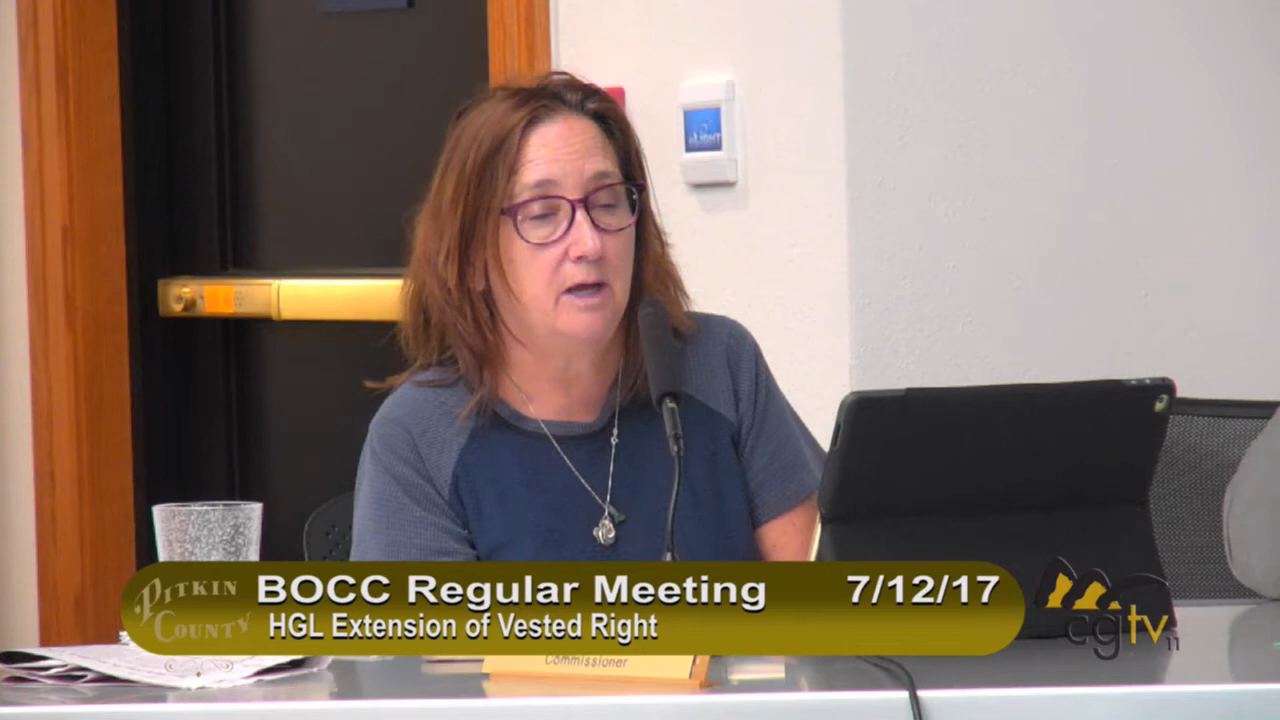 PITKIN
COUNTY
BOCC Regular Meeting 7/12/17
HGL Extension of Vested Right
Commissioner
cgtv
11